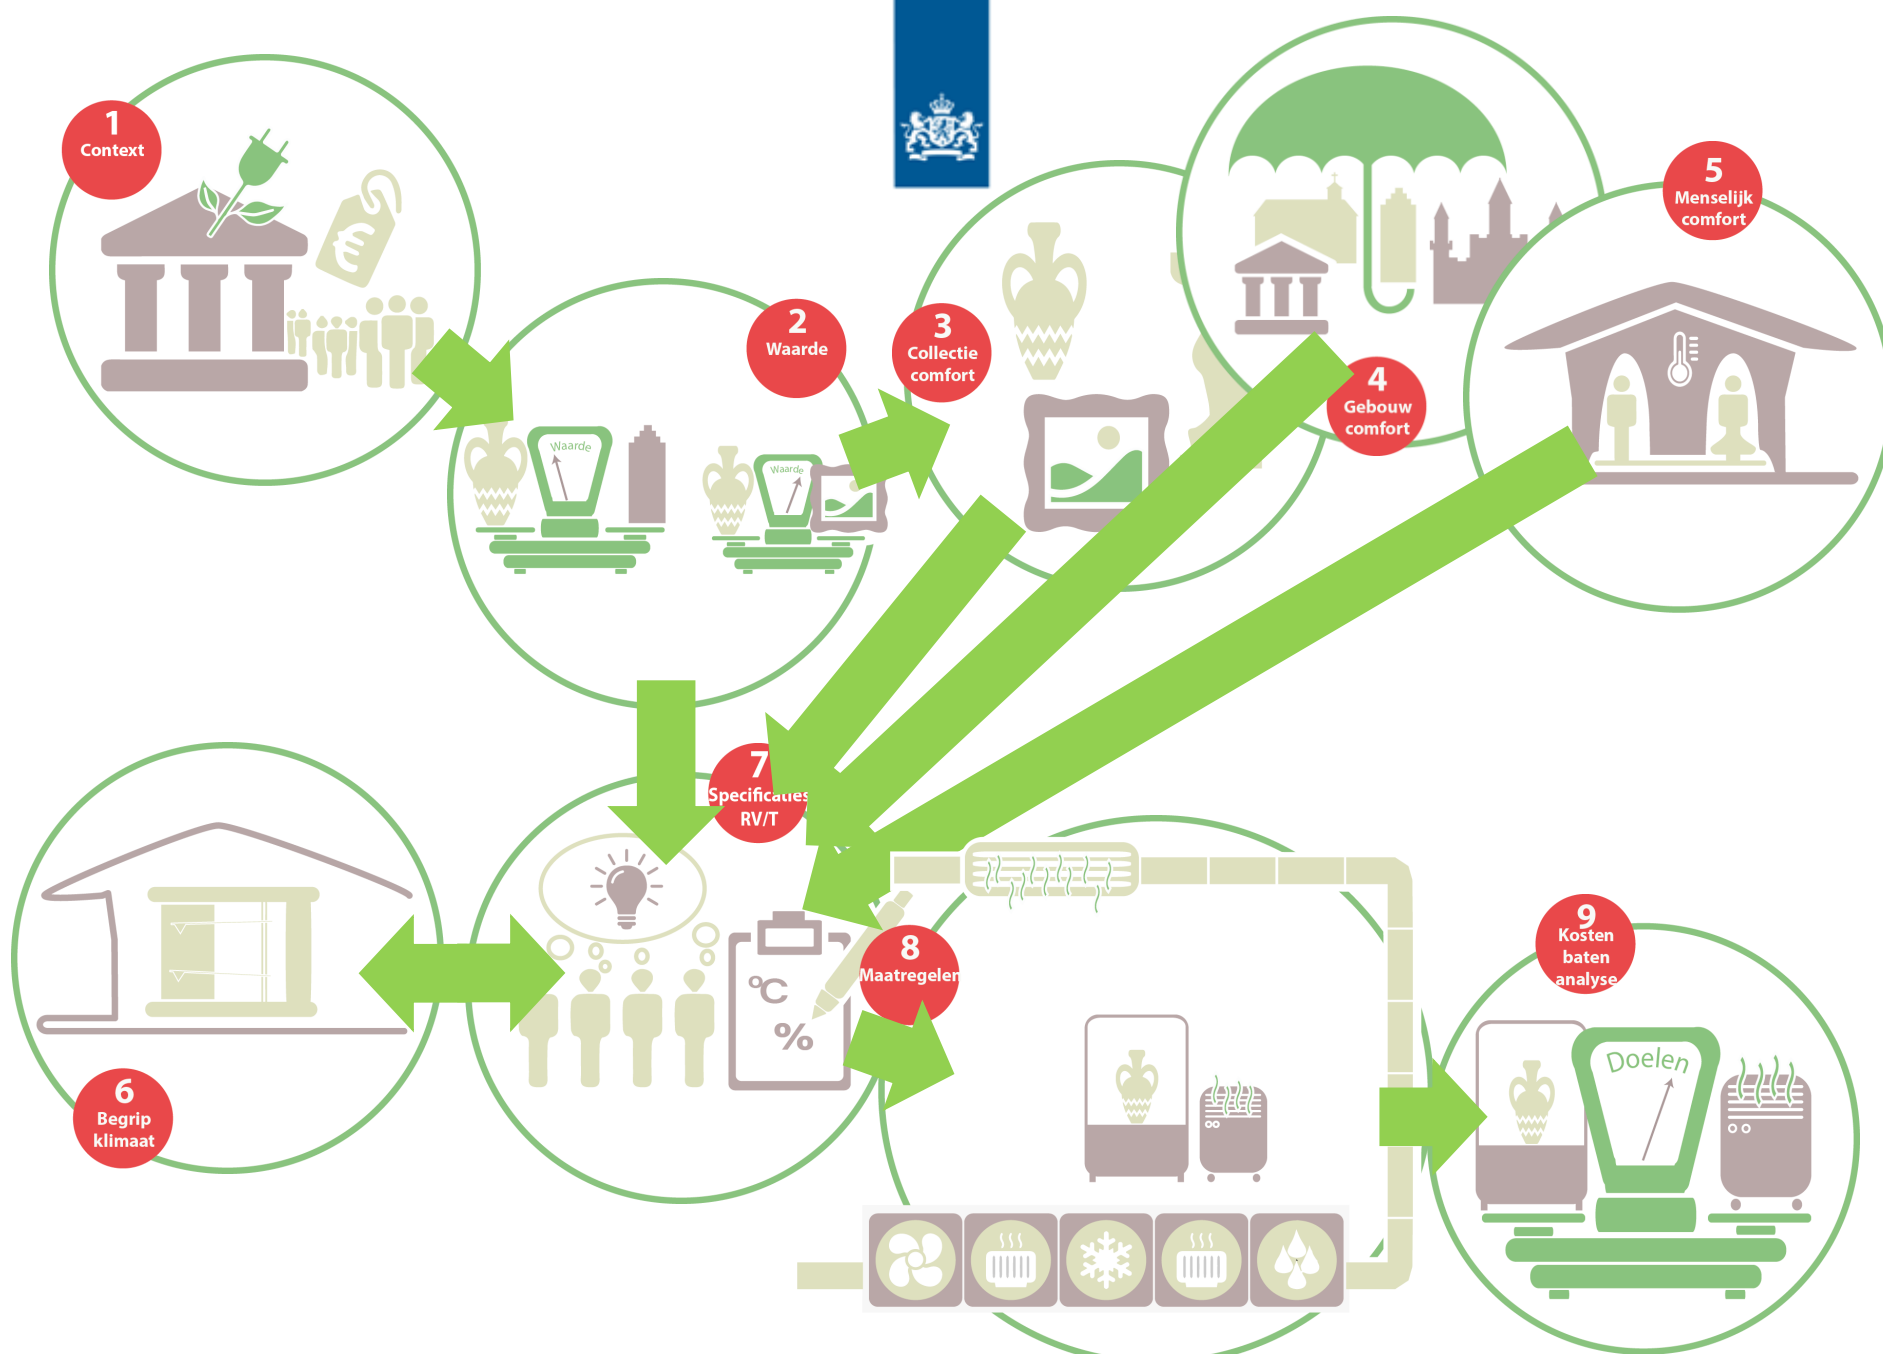 1
Context
2
Waarde
3
Collectie
comfort
4
Gebouw
comfort
5
Menselijk
comfort
Waarde
Waarde
6
Begrip
klimaat
7
Specificaties
RV/T
°C
%
8
Maatregelen
9
Kosten
baten
analyse
Doelen